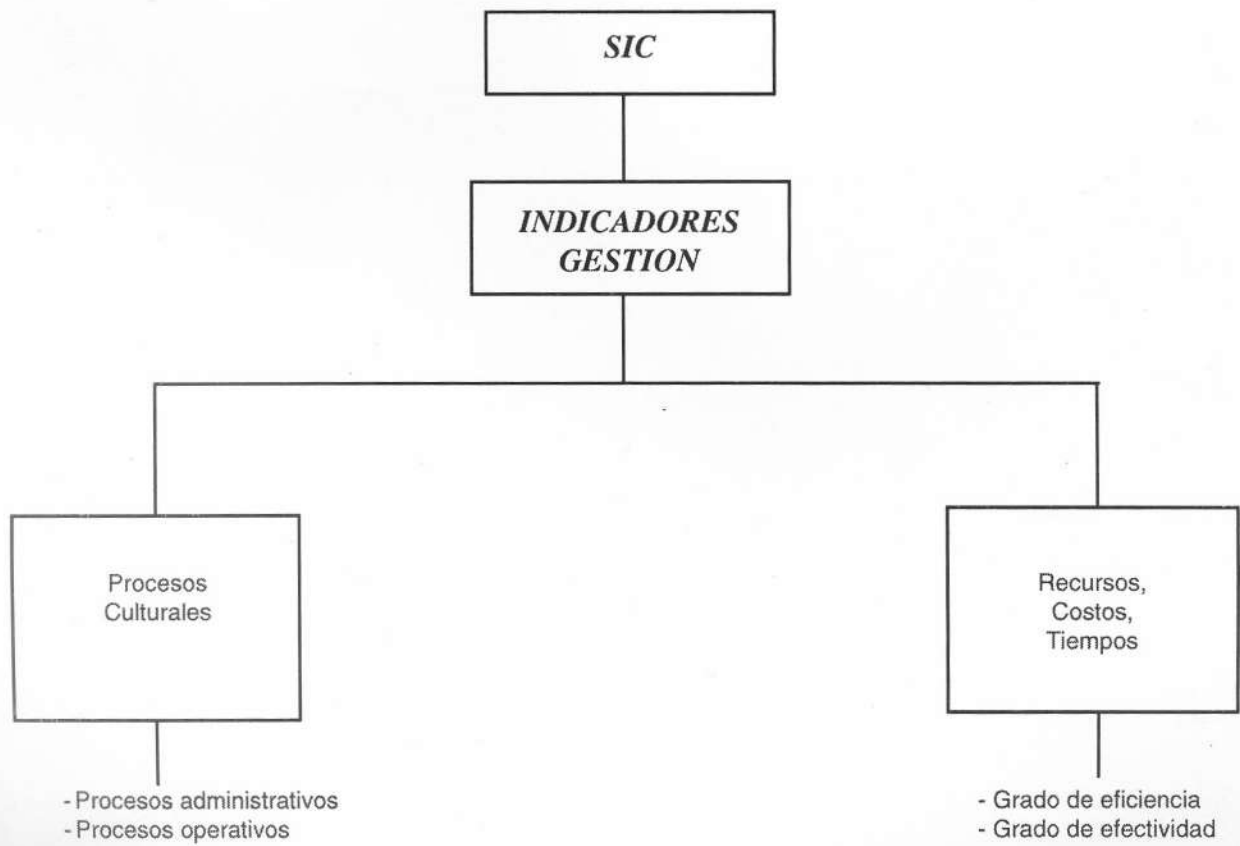 SIC
INDICADORES
GESTION
Procesos
Culturales
- Procesos administrativos
- Procesos operativos
Recursos,
Costos,
Tiempos
- Grado de eficiencia
- Grado de efectividad